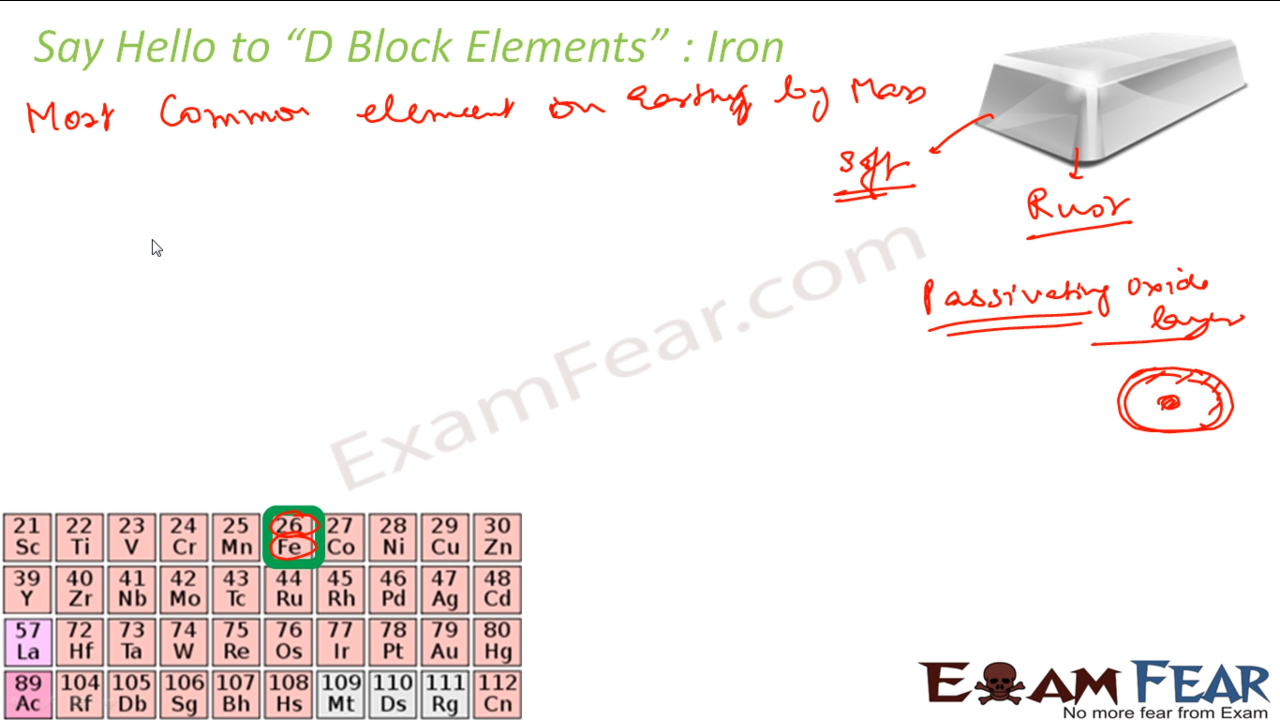 Say Hello to “D Block Elements” : Iron
Most Common element on by Mass
Soft
Rust
Passivating Oxide
layer
ExamFear.com
21 22 23 24 25 26 27 28 29 30
Sc Ti V Cr Mn Fe Co Ni Cu Zn
39 40 41 42 43 44 45 46 47 48
Y Zr Nb Mo Tc Ru Rh Pd Ag Cd
57 72 73 74 75 76 77 78 79 80
La Hf Ta W Re Os Ir Pt Au Hg
89 104 105 106 107 108 109 110 111 112
Ac Rf Db Sg Bh Hs Mt Ds Rg Cn
EXAM FEAR
No more fear from Exam